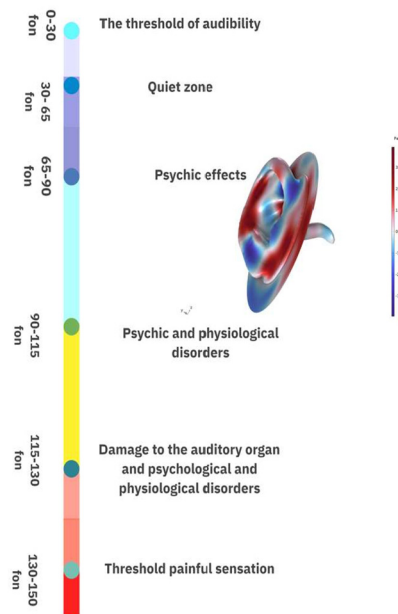 0-30
fon
The threshold of audibility
30- 65
fon
Quiet zone
65-90
fon
Psychic effects
90-115
fon
Psychic and physiological
disorders
115-130
fon
Damage to the auditory organ
and psychological and
physiological disorders
130-150
fon
Threshold painful sensation